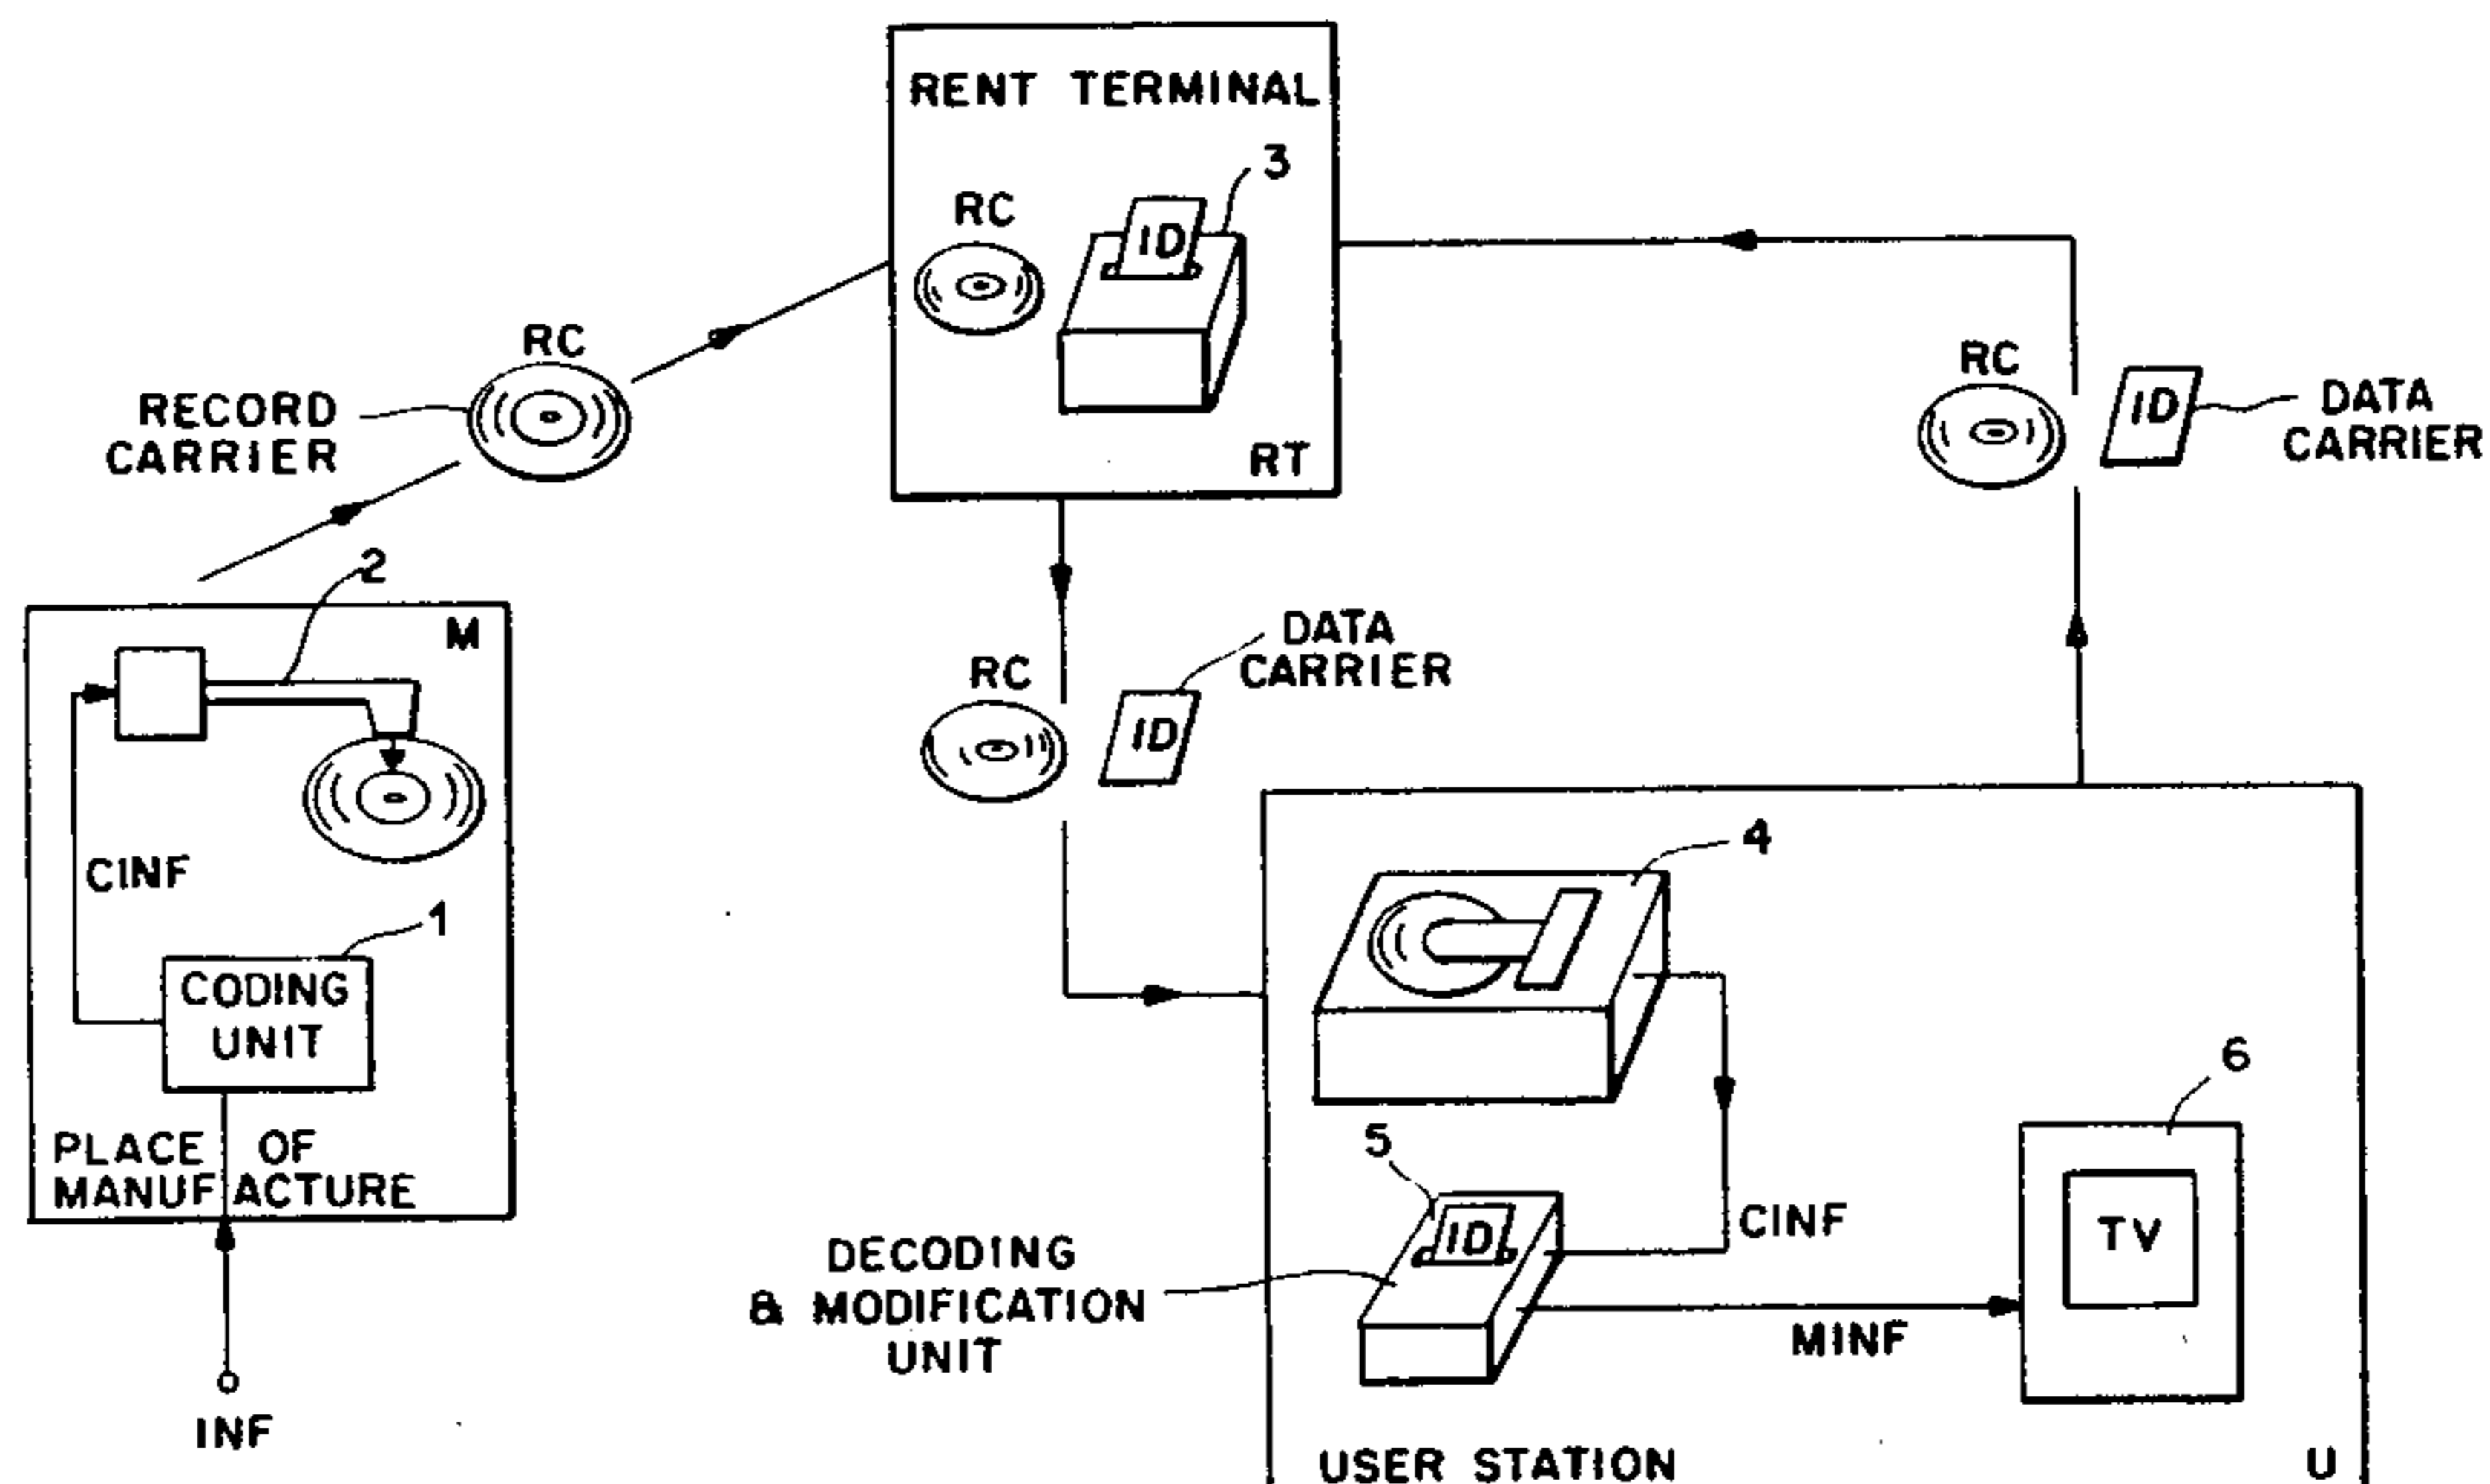 RENT TERMINAL
3
RC
ID
RT
RC
RECORD
CARRIER
RC
ID
DATA
CARRIER
2
M
CINF
1
CODING
UNIT
PLACE OF
MANUFACTURE
INF
RC
ID
DATA
CARRIER
4
5
ID
CINF
DECODING
& MODIFICATION
UNIT
MINF
6
TV
USER STATION
U